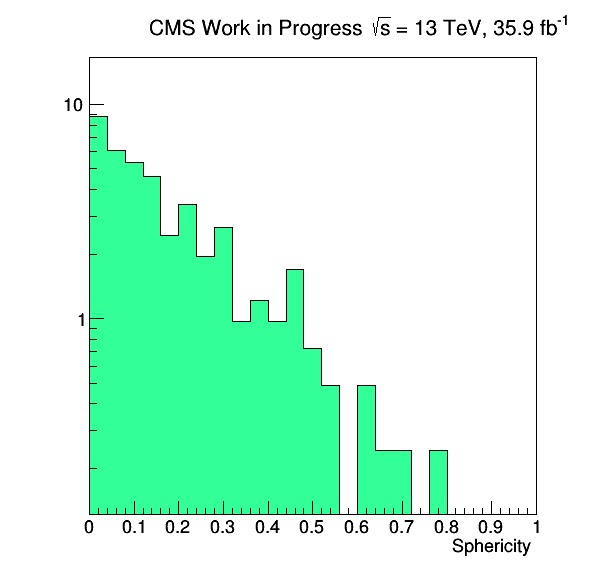 CMS Work in Progress √s = 13 TeV, 35.9 fb⁻¹
10
1
0 0.1 0.2 0.3 0.4 0.5 0.6 0.7 0.8 0.9 1
Sphericity